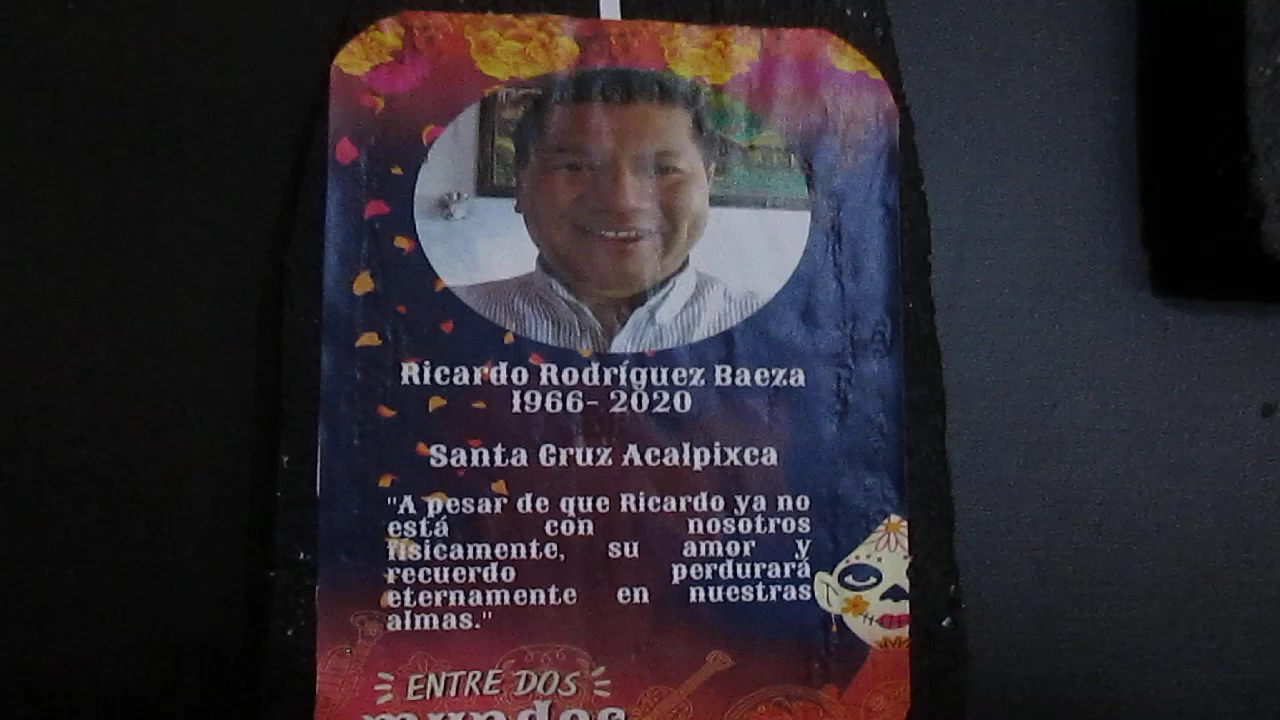 Ricardo Rodríguez Baeza
1966- 2020
Santa Cruz Acalpixca
"A pesar de que Ricardo ya no
está con nosotros
físicamente, su amor y
recuerdo perdurará
eternamente en nuestras
almas."
ENTRE DOS
mundos